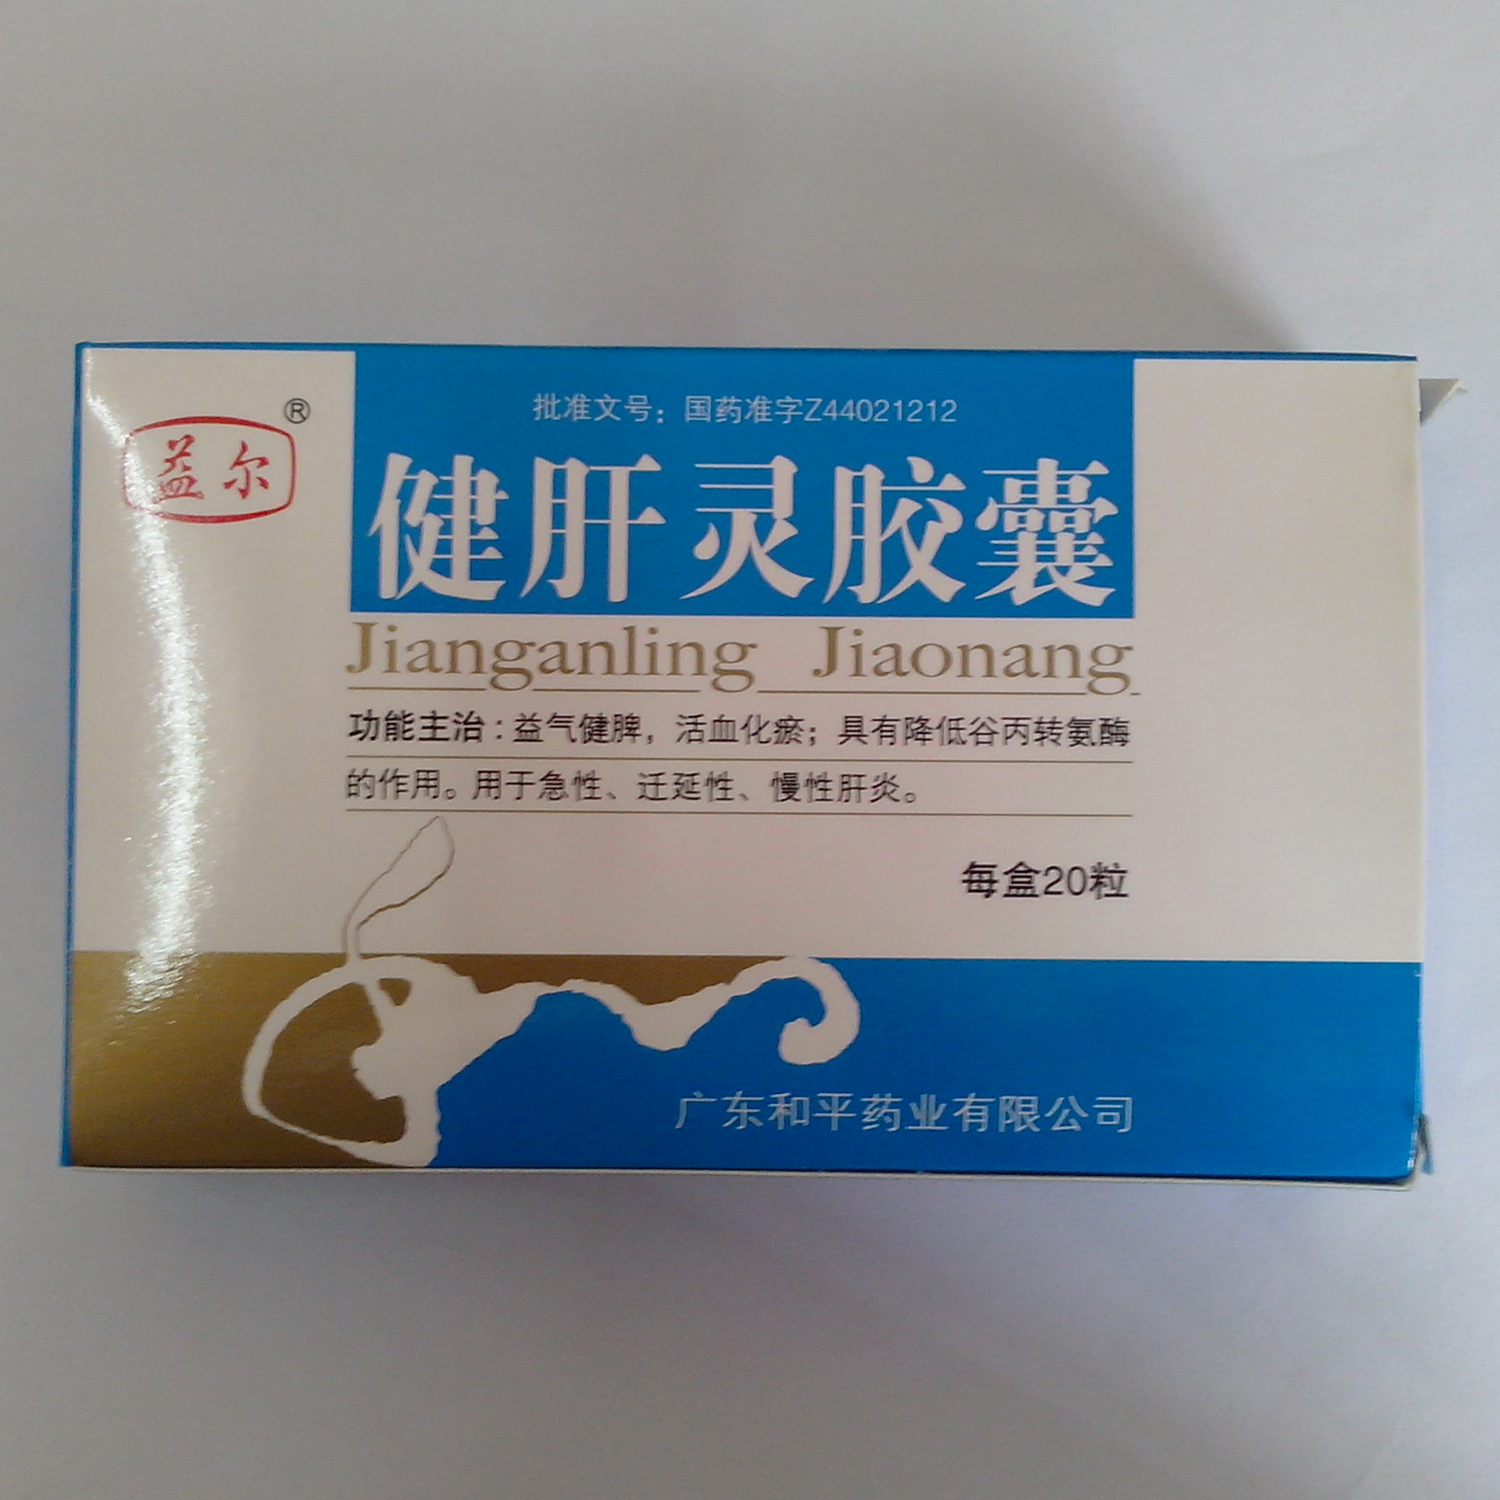 益尔®
批准文号：国药准字Z44021212
健肝灵胶囊
Jianganling Jiaonang
功能主治：益气健脾，活血化瘀；具有降低谷丙转氨酶
的作用。用于急性、迁延性、慢性肝炎。
每盒20粒
广东和平药业有限公司